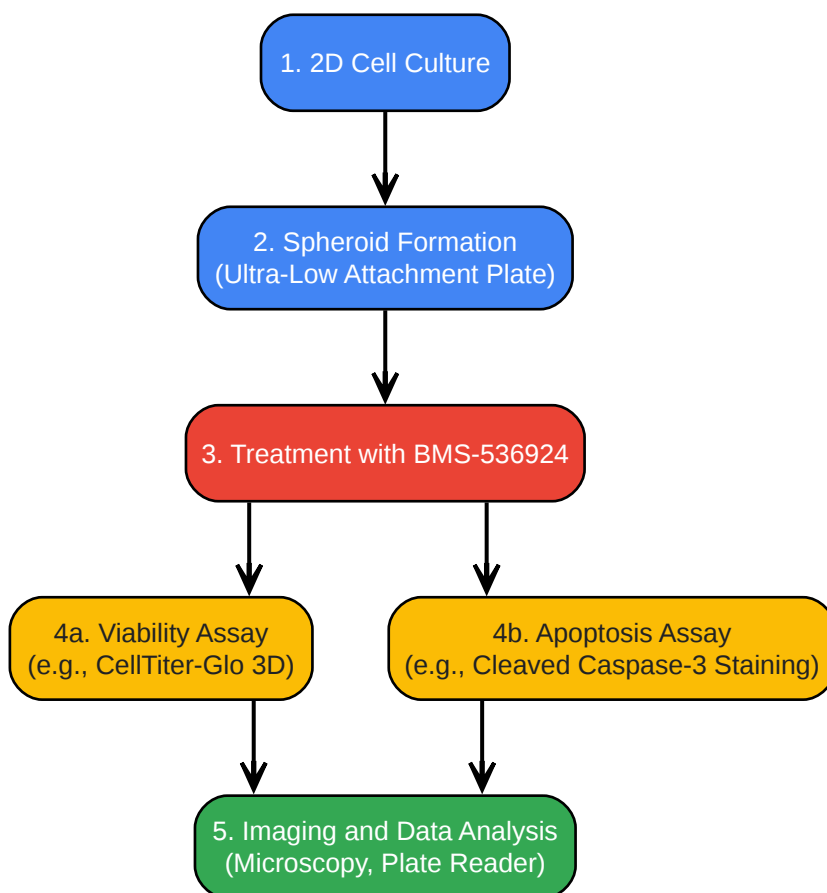 1. 2D Cell Culture
2. Spheroid Formation
(Ultra-Low Attachment Plate)
3. Treatment with BMS-536924
4a. Viability Assay
(e.g., CellTiter-Glo 3D)
4b. Apoptosis Assay
(e.g., Cleaved Caspase-3 Staining)
5. Imaging and Data Analysis
(Microscopy, Plate Reader)